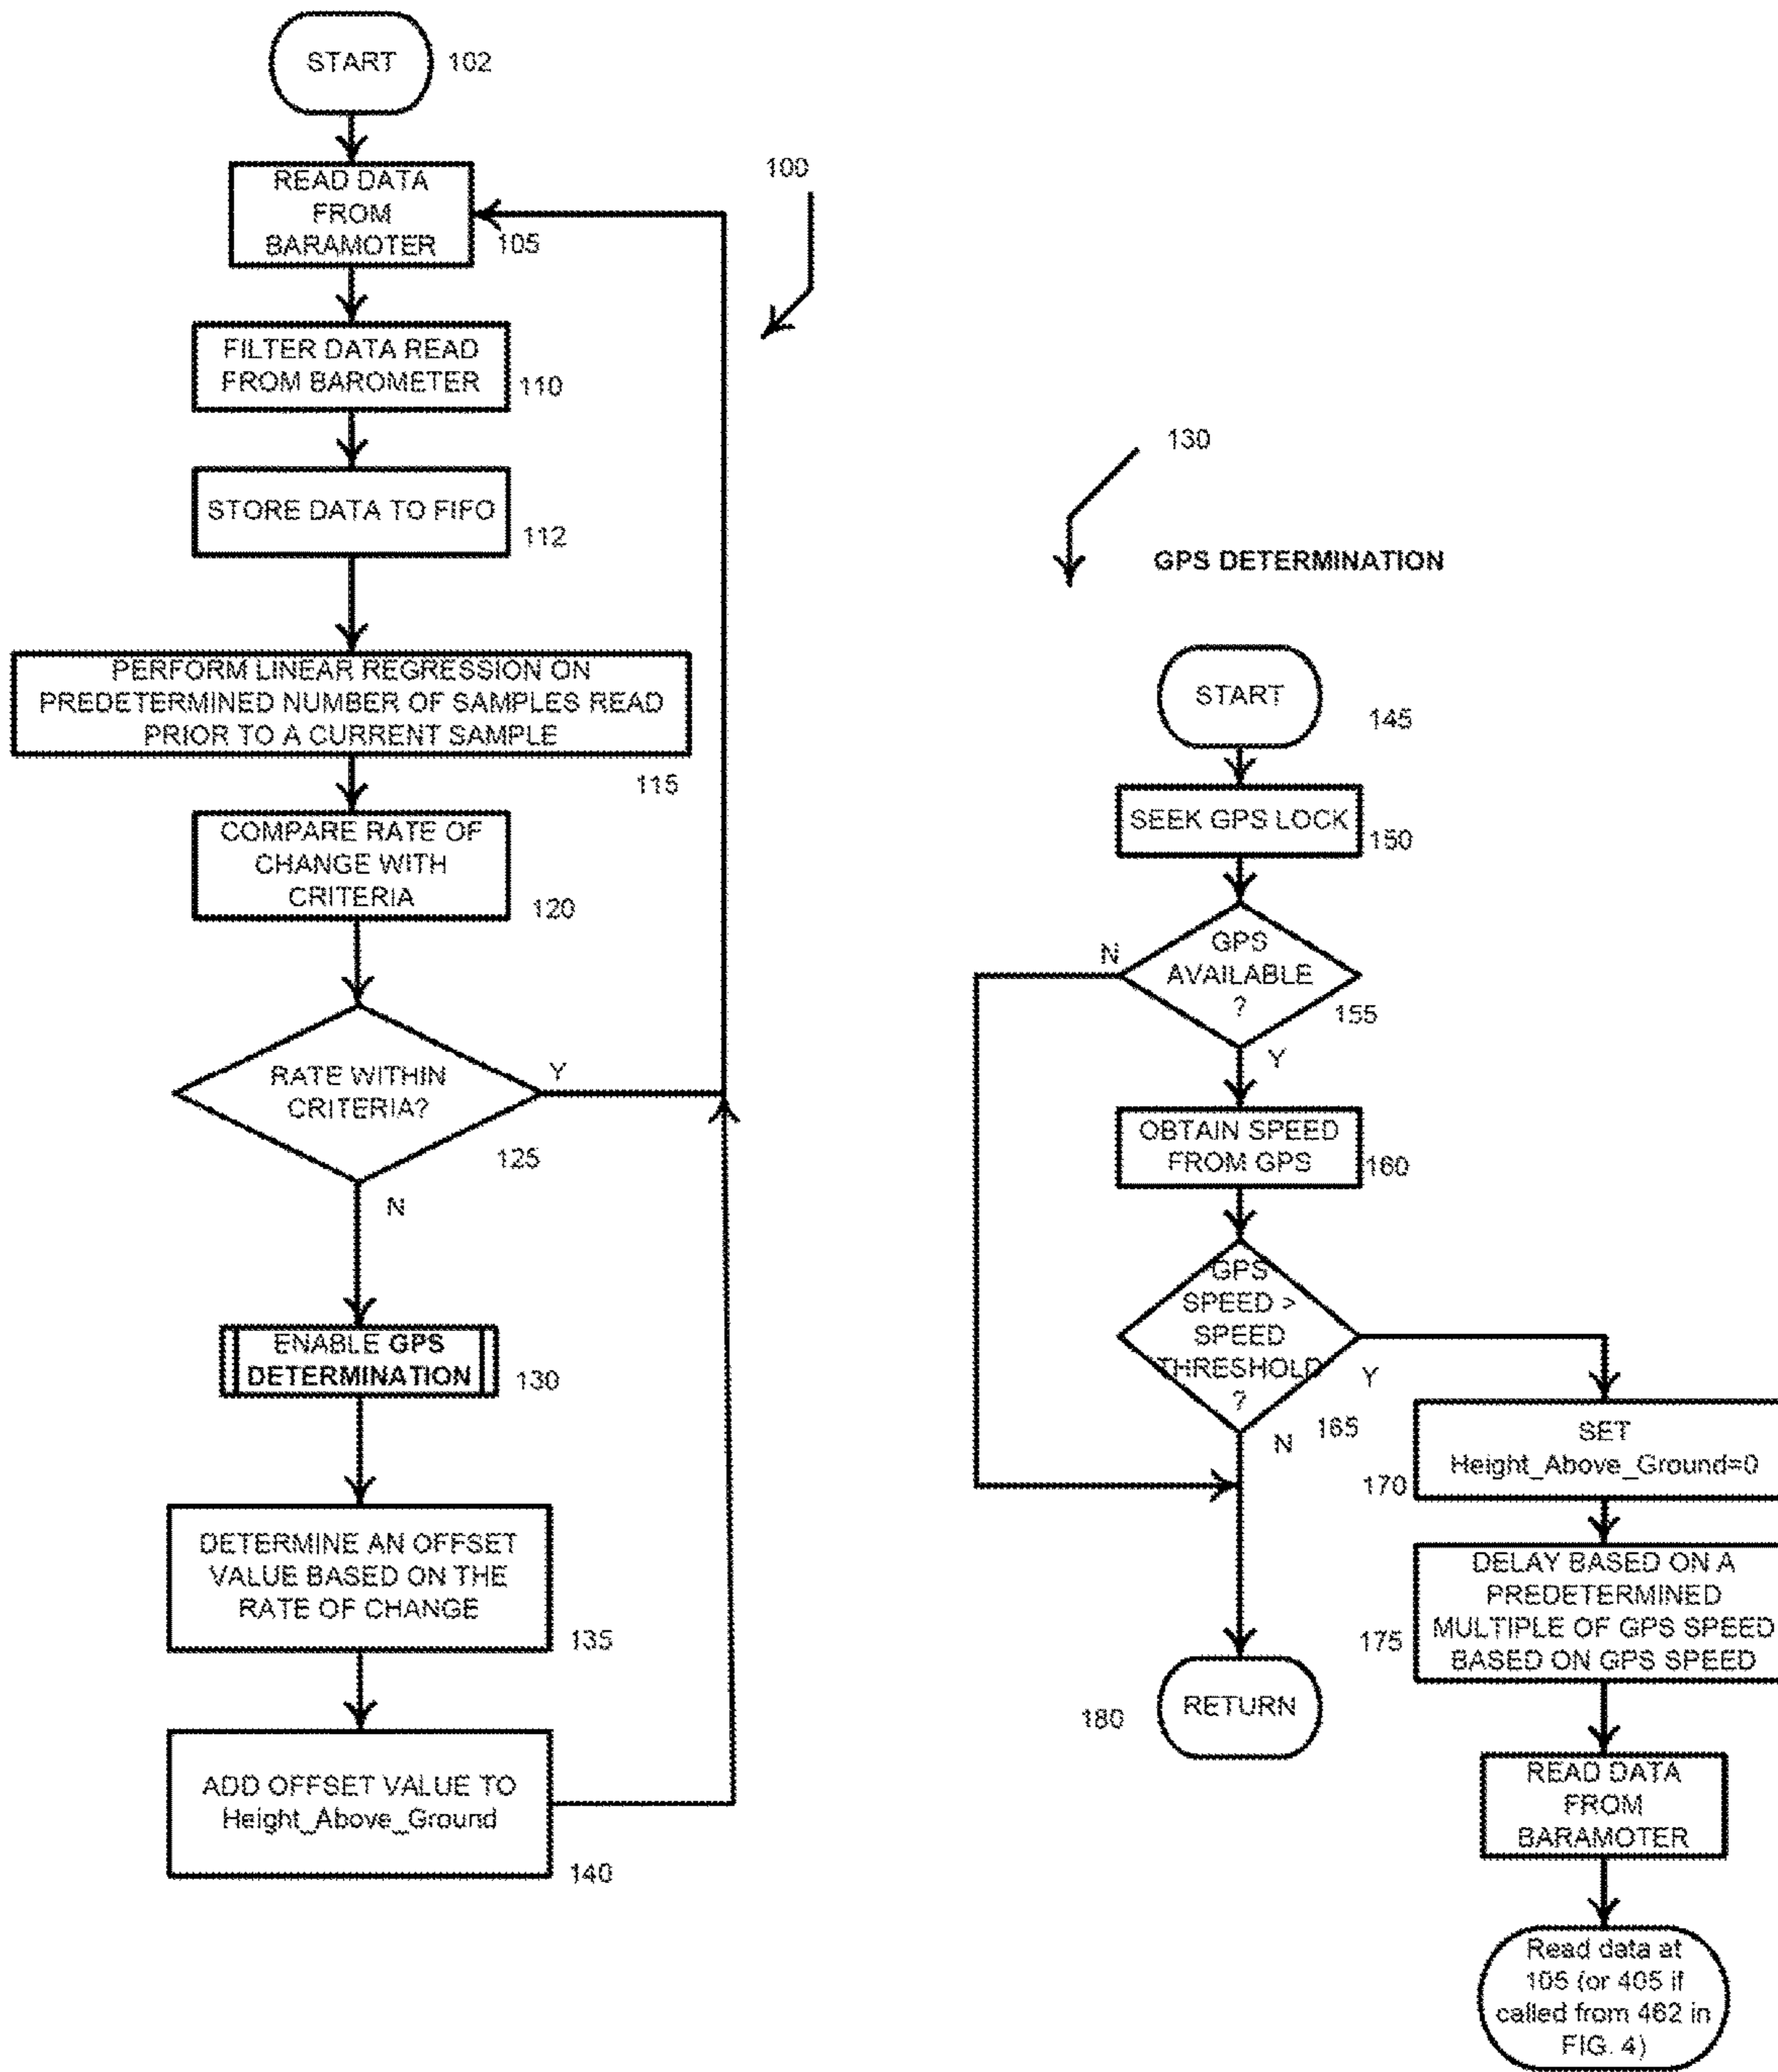 START
102
READ DATA
FROM
BARAMOTER
105
100
FILTER DATA READ
FROM BAROMETER
110
STORE DATA TO FIFO
112
PERFORM LINEAR REGRESSION ON
PREDETERMINED NUMBER OF SAMPLES READ
PRIOR TO A CURRENT SAMPLE
115
COMPARE RATE OF
CHANGE WITH
CRITERIA
120
RATE WITHIN
CRITERIA?
Y
125
N
ENABLE GPS
DETERMINATION
130
DETERMINE AN OFFSET
VALUE BASED ON THE
RATE OF CHANGE
135
ADD OFFSET VALUE TO
Height_Above_Ground
140
130
GPS DETERMINATION
START
145
SEEK GPS LOCK
150
GPS
AVAILABLE
?
N
155
Y
OBTAIN SPEED
FROM GPS
160
GPS
SPEED >
SPEED
THRESHOLD
?
Y
165
N
SET
Height_Above_Ground=0
170
DELAY BASED ON A
PREDETERMINED
MULTIPLE OF GPS SPEED
BASED ON GPS SPEED
175
RETURN
180
READ DATA
FROM
BARAMOTER
Read data at
105 (or 405 if
called from 462 in
FIG. 4)